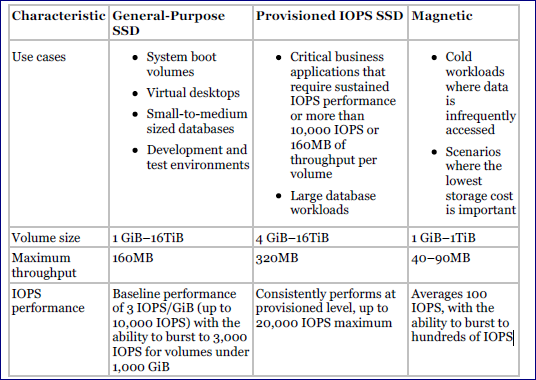 Characteristic
General-Purpose
SSD
Provisioned IOPS SSD
Magnetic
Use cases
• System boot
volumes
• Virtual desktops
• Small-to-medium
sized databases
• Development and
test environments
• Critical business
applications that
require sustained
IOPS performance
or more than
10,000 IOPS or
160MB of
throughput per
volume
• Large database
workloads
• Cold
workloads
where data
is
infrequently
accessed
• Scenarios
where the
lowest
storage cost
is important
Volume size
1 GiB–16TiB
4 GiB–16TiB
1 GiB–1TiB
Maximum
throughput
160MB
320MB
40–90MB
IOPS
performance
Baseline performance
of 3 IOPS/GiB (up to
10,000 IOPS) with the
ability to burst to 3,000
IOPS for volumes under
1,000 GiB
Consistently performs at
provisioned level, up to
20,000 IOPS maximum
Averages 100
IOPS, with the
ability to burst to
hundreds of IOPS